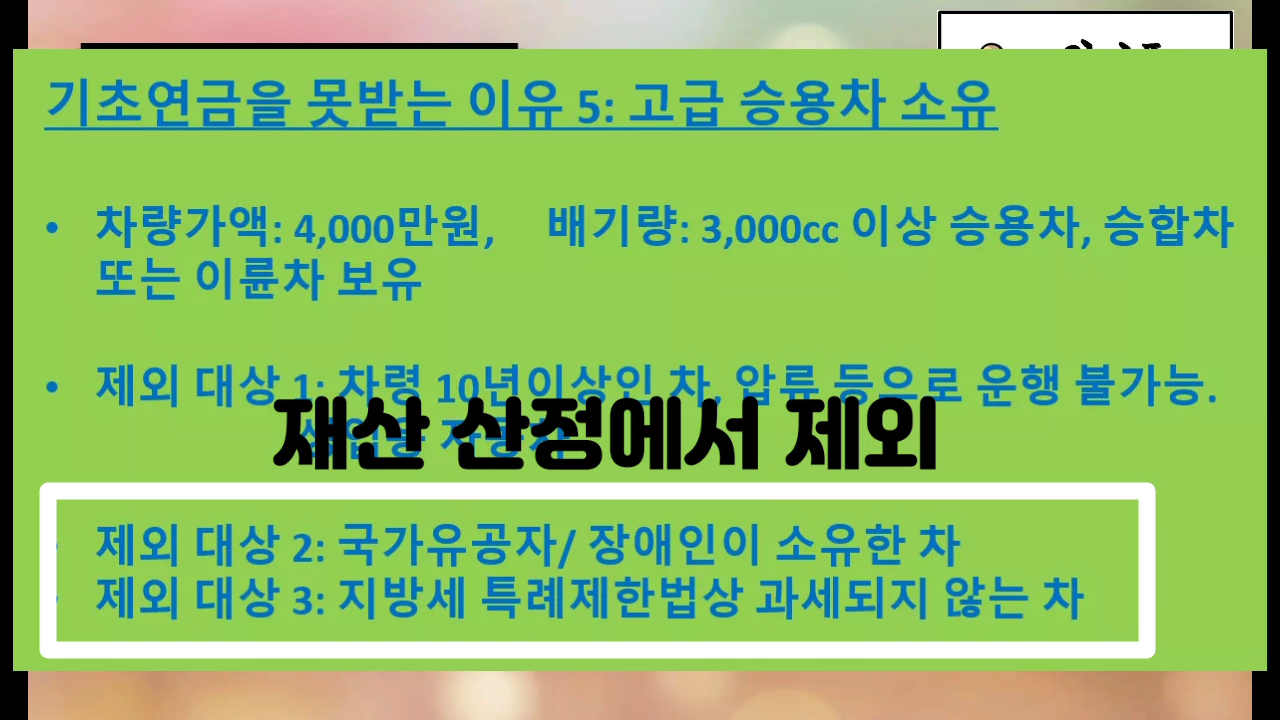 기초연금을 못받는 이유 5: 고급 승용차 소유
• 차량가액: 4,000만원, 배기량: 3,000cc 이상 승용차, 승합차
또는 이륜차 보유
• 제외 대상 1: 차령 10년이상인 차, 압류 등으로 운행 불가능.
재산 산정에서 제외
제외 대상 2: 국가유공자/ 장애인이 소유한 차
제외 대상 3: 지방세 특례제한법상 과세되지 않는 차